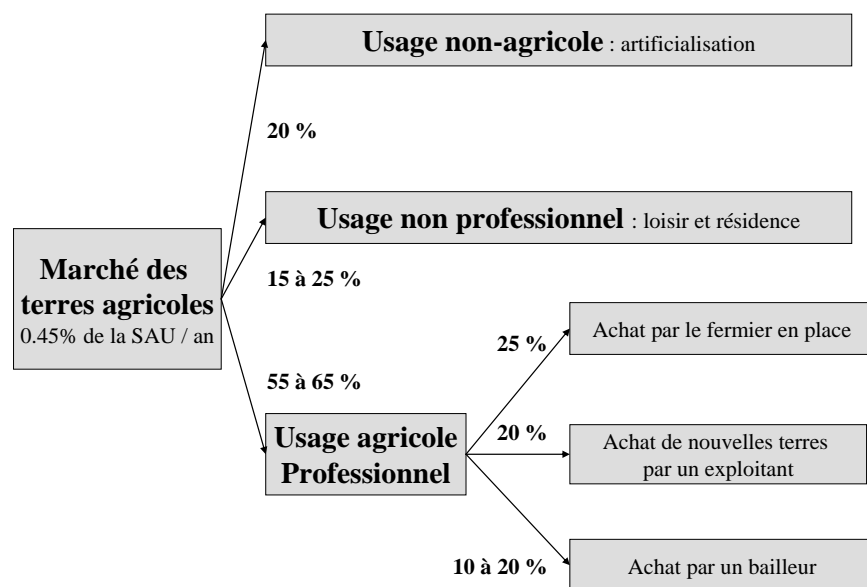 Usage non-agricole : artificialisation
20 %
Usage non professionnel : loisir et résidence
Marché des
terres agricoles
0.45% de la SAU / an
15 à 25 %
55 à 65 %
Usage agricole
Professionnel
25 %
Achat par le fermier en place
20 %
Achat de nouvelles terres
par un exploitant
10 à 20 %
Achat par un bailleur